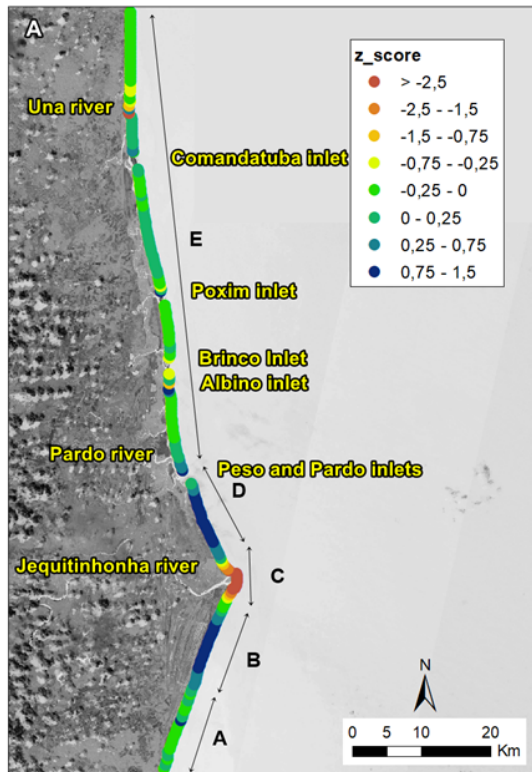 A
z_score
> -2,5
-2,5 - -1,5
-1,5 - -0,75
-0,75 - -0,25
-0,25 - 0
0 - 0,25
0,25 - 0,75
0,75 - 1,5
Una river
Comandatuba inlet
E
Poxim inlet
Brinco Inlet
Albino inlet
Pardo river
Peso and Pardo inlets
D
Jequitinhonha river
C
B
A
N
0 5 10 20
Km